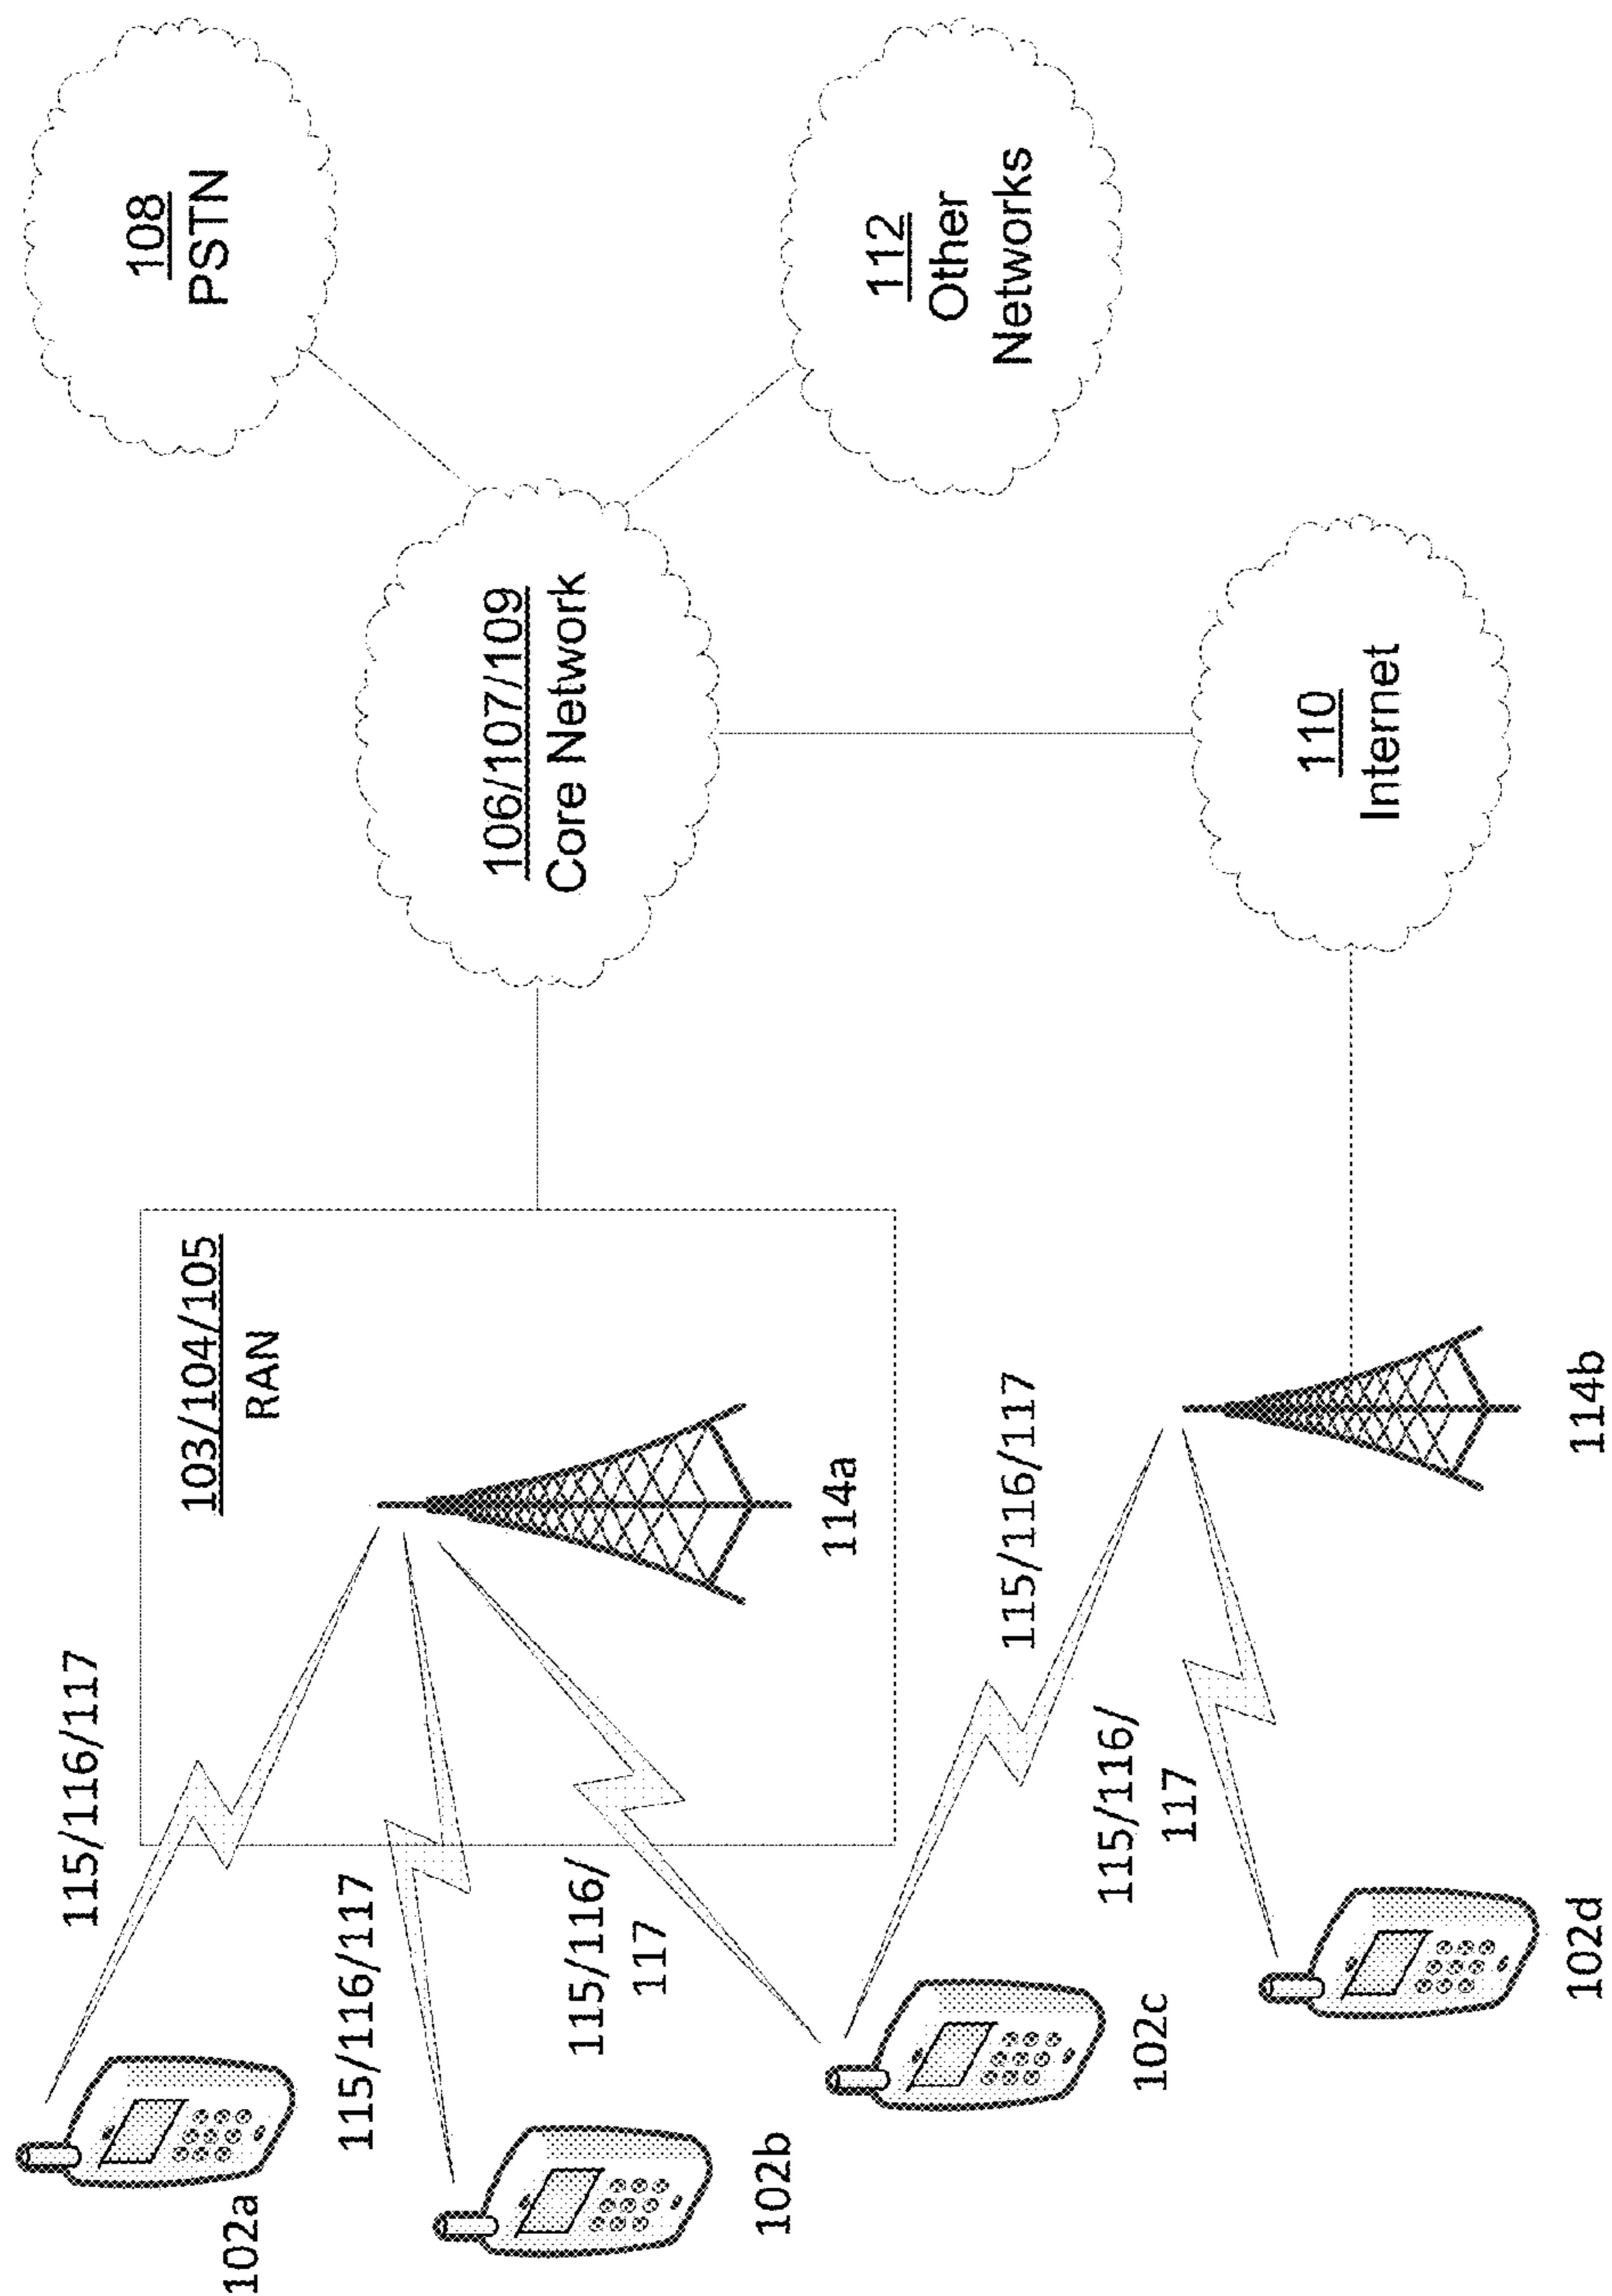 102a
115/116/117
103/104/105
RAN
108
PSTN
102b
115/116/117
115/116/
117
114a
106/107/109
Core Network
112
Other
Networks
102c
115/116/117
115/116/
117
102d
114b
110
Internet